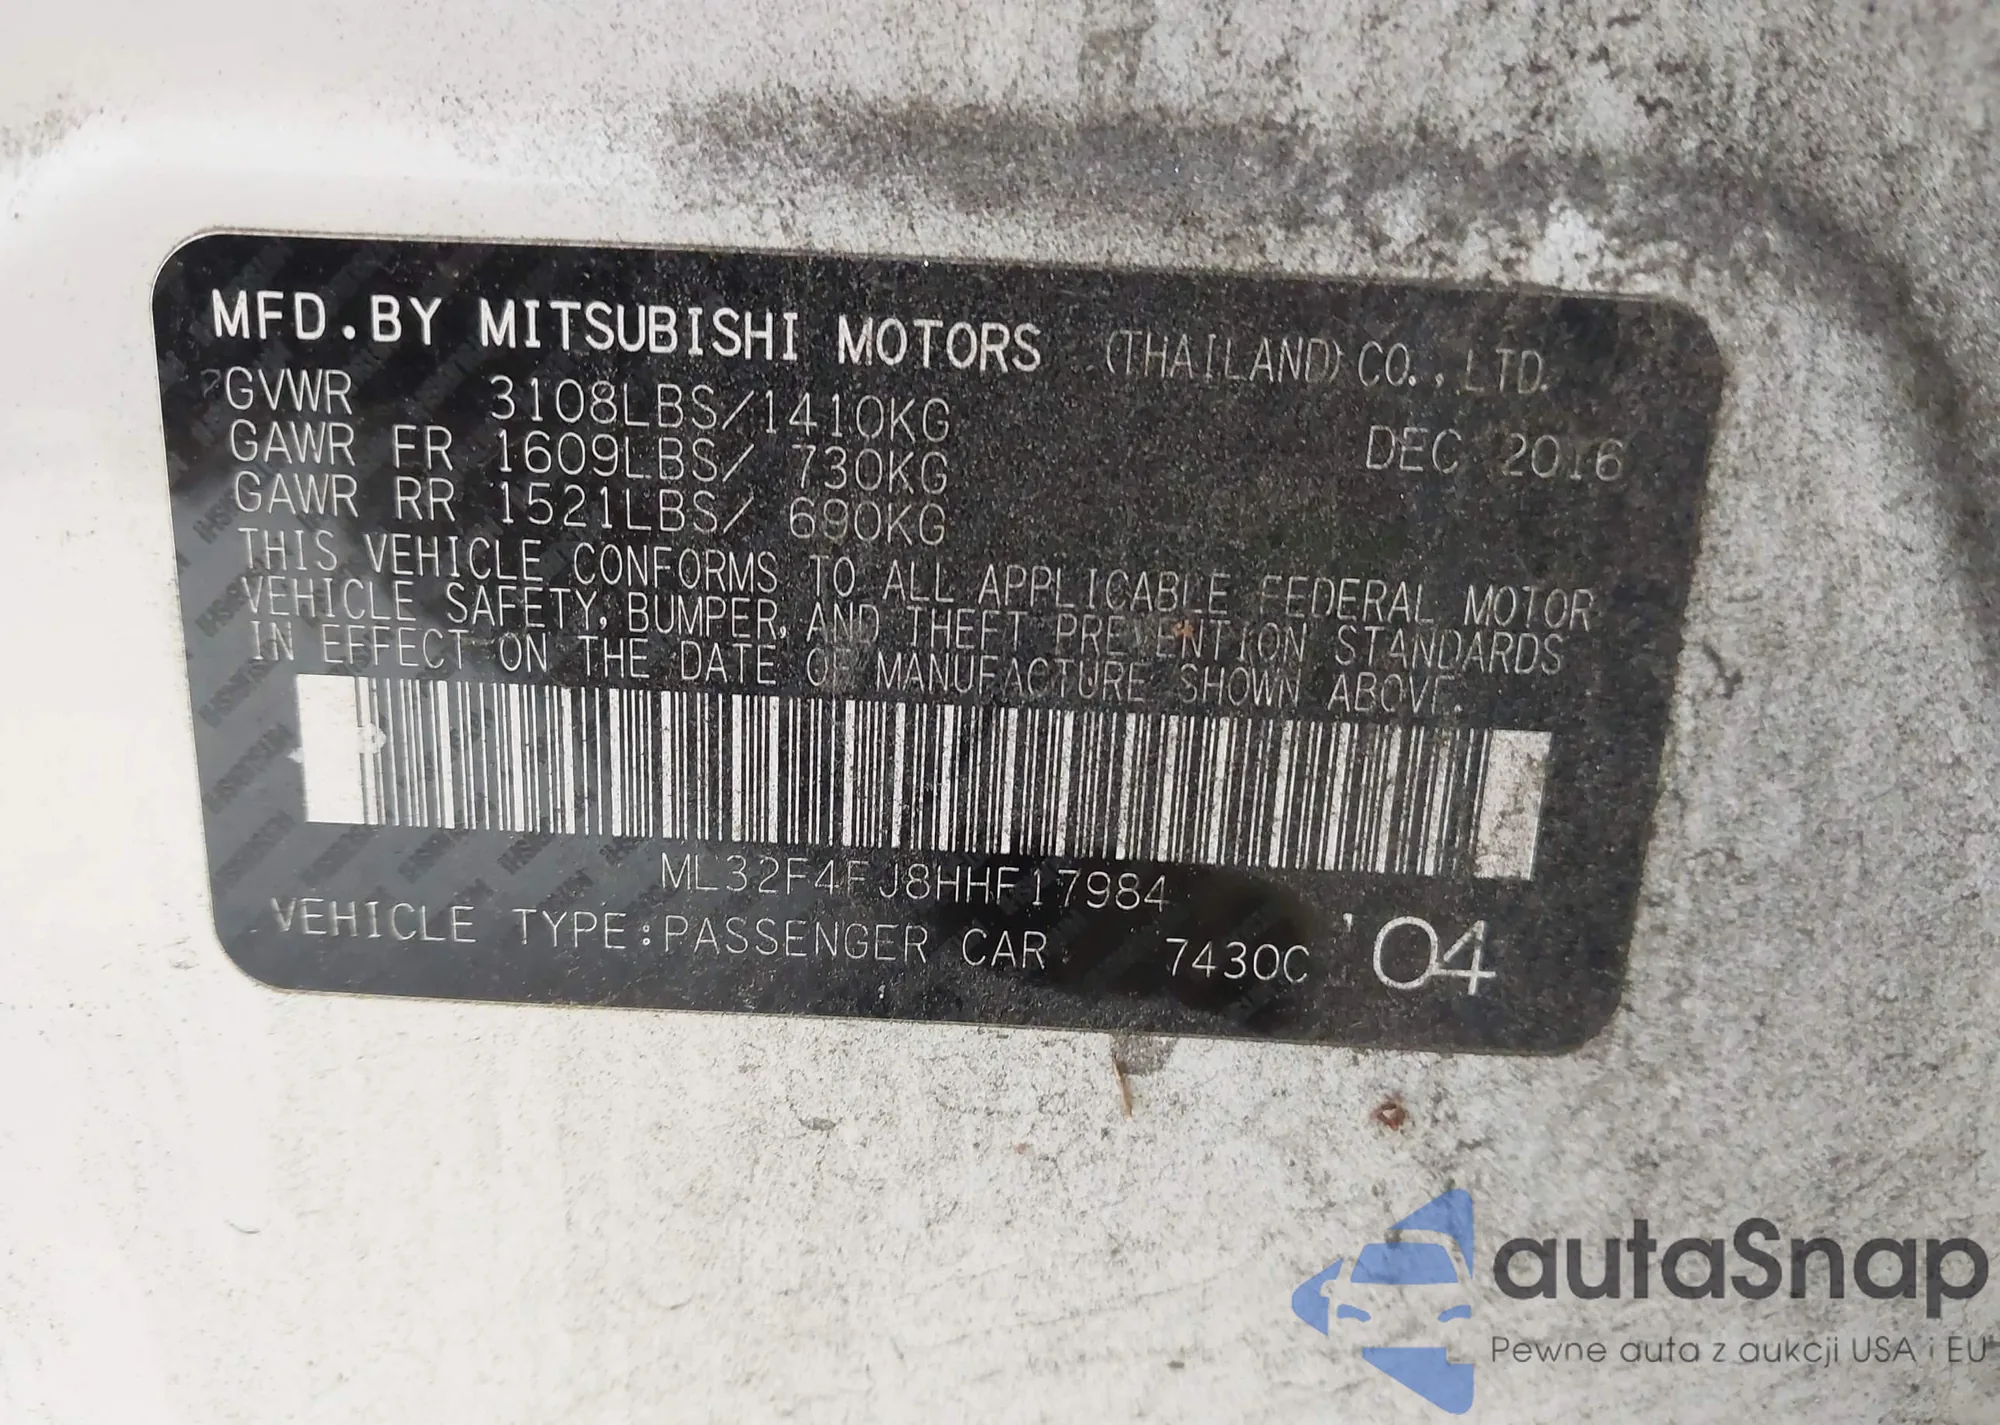 MFD.BY MITSUBISHI MOTORS (THAILAND) CO., LTD.
GVWR 3108LBS/1410KG DEC 2016
GAWR FR 1609LBS/ 730KG
GAWR RR 1521LBS/ 690KG
THIS VEHICLE CONFORMS TO ALL APPLICABLE FEDERAL MOTOR
VEHICLE SAFETY, BUMPER, AND THEFT PREVENTION STANDARDS
IN EFFECT ON THE DATE OF MANUFACTURE SHOWN ABOVE.
ML32F4FJ8HHF17984
VEHICLE TYPE:PASSENGER CAR 7430C '04
autaSnap
Pewne auta z aukcji USA i EU